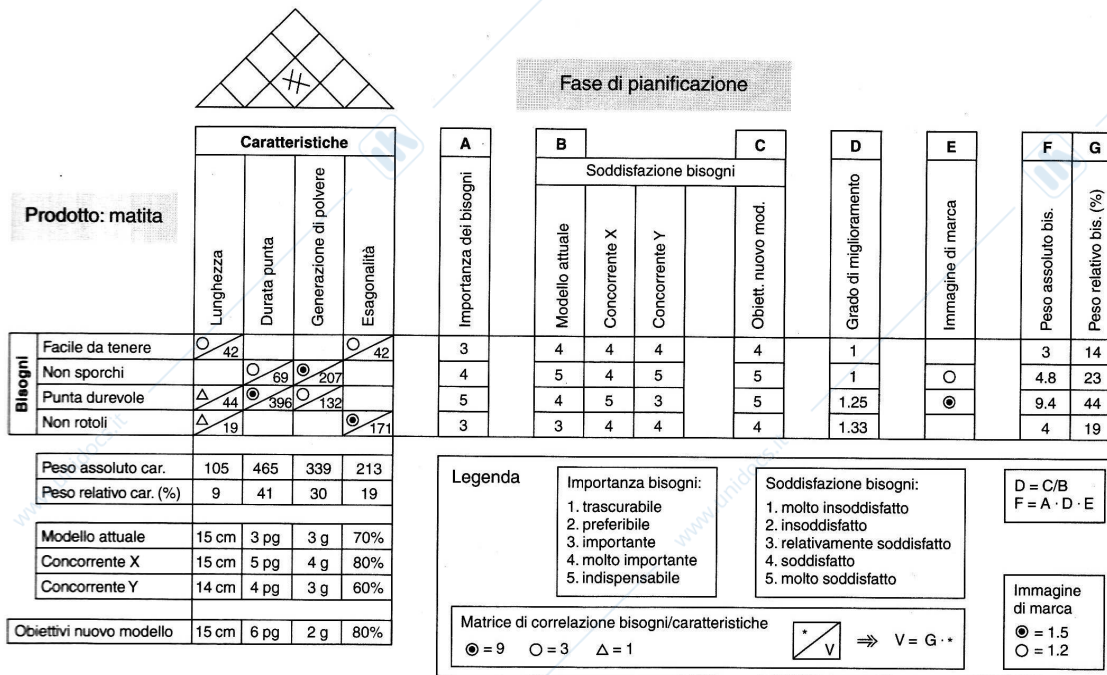 Fase di pianificazione
Prodotto: matita
Caratteristiche
Lunghezza
Durata punta
Generazione di polvere
Esagonalità
A
Importanza dei bisogni
B
C
Soddisfazione bisogni
Modello attuale
Concorrente X
Concorrente Y
Obiett. nuovo mod.
D
Grado di miglioramento
E
Immagine di marca
F
G
Peso assoluto bis.
Peso relativo bis. (%)
Bisogni
Facile da tenere 42 42 3 4 4 4 4 1 3 14
Non sporchi 69 207 4 5 4 5 5 1 4.8 23
Punta durevole 44 396 132 5 4 5 3 5 1.25 9.4 44
Non rotoli 19 171 3 3 4 4 4 1.33 4 19
Peso assoluto car. 105 465 339 213
Peso relativo car. (%) 9 41 30 19
Modello attuale 15 cm 3 pg 3 g 70%
Concorrente X 15 cm 5 pg 4 g 80%
Concorrente Y 14 cm 4 pg 3 g 60%
Obiettivi nuovo modello 15 cm 6 pg 2 g 80%
Legenda
Importanza bisogni:
1. trascurabile
2. preferibile
3. importante
4. molto importante
5. indispensabile
Soddisfazione bisogni:
1. molto insoddisfatto
2. insoddisfatto
3. relativamente soddisfatto
4. soddisfatto
5. molto soddisfatto
D = C/B
F = A · D · E
Matrice di correlazione bisogni/caratteristiche
◉ = 9 ○ = 3 △ = 1
* V ⇒ V = G · *
Immagine
di marca
◉ = 1.5
○ = 1.2
www.unidocs.it
www.unidocs.it